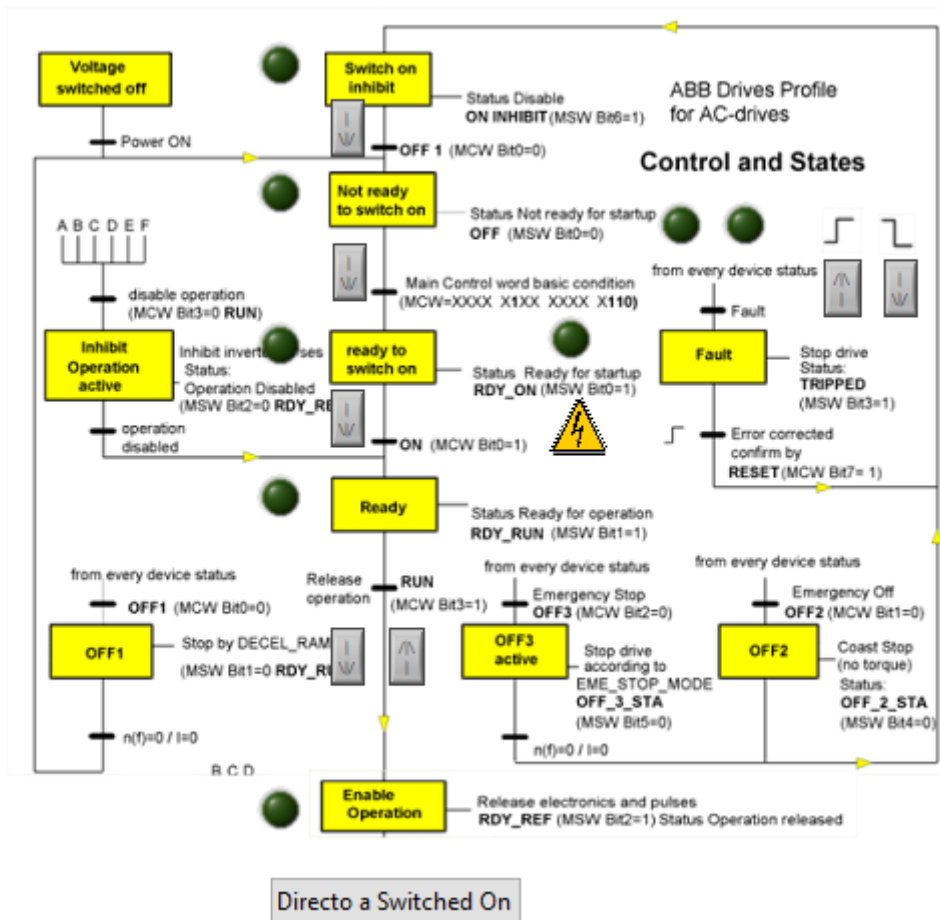 Voltage
switched off
Power ON
Switch on
inhibit
Status Disable
ON INHIBIT (MSW Bit6=1)
OFF 1 (MCW Bit0=0)
ABB Drives Profile
for AC-drives
Control and States
Not ready
to switch on
Status Not ready for startup
OFF (MSW Bit0=0)
A B C D E F
disable operation
(MCW Bit3=0 RUN)
Main Control word basic condition
(MCW=XXXX X1XX XXXX X110)
from every device status
Fault
Inhibit
Operation
active
Inhibit
Status:
Operation Disabled
(MSW Bit2=0
operation
disabled
ready to
switch on
Status Ready for startup
RDY_ON (MSW Bit0=1)
ON (MCW Bit0=1)
Fault
Stop drive
Status:
TRIPPED
(MSW Bit3=1)
Error corrected
confirm by
RESET (MCW Bit7= 1)
Ready
Status Ready for operation
RDY_RUN (MSW Bit1=1)
from every device status
OFF1 (MCW Bit0=0)
OFF1
Stop by
(MSW Bit1=0
n(f)=0 / I=0
Release
operation
RUN
(MCW Bit3=1)
from every device status
Emergency Stop
OFF3 (MCW Bit2=0)
OFF3
active
Stop drive
according to
EME_STOP_MODE
OFF_3_STA
(MSW Bit5=0)
n(f)=0 / I=0
from every device status
Emergency Off
OFF2 (MCW Bit1=0)
OFF2
Coast Stop
(no torque)
Status:
OFF_2_STA
(MSW Bit4=0)
B C D
Enable
Operation
Release electronics and pulses
RDY_REF (MSW Bit2=1) Status Operation released
Directo a Switched On